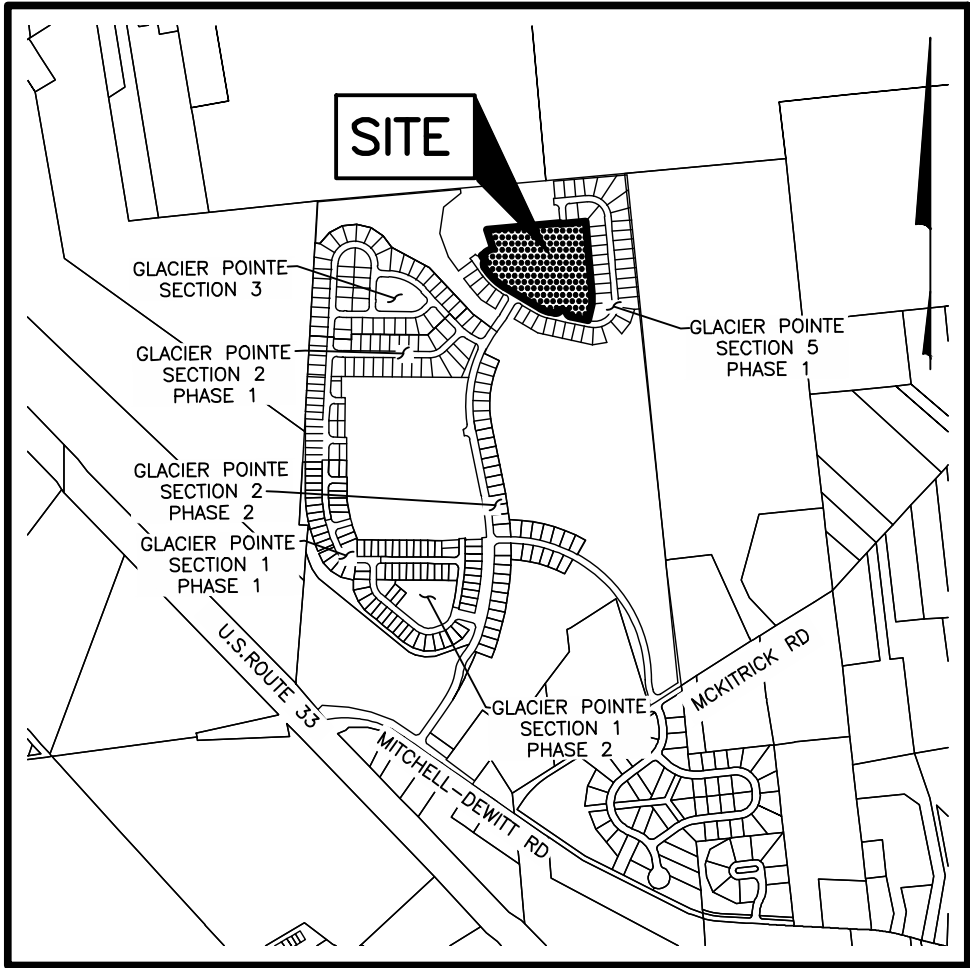 SITE
GLACIER POINTE
SECTION 3
GLACIER POINTE
SECTION 5
PHASE 1
GLACIER POINTE
SECTION 2
PHASE 1
GLACIER POINTE
SECTION 2
PHASE 2
GLACIER POINTE
SECTION 1
PHASE 1
U.S.ROUTE 33
MCKITRICK RD
GLACIER POINTE
SECTION 1
PHASE 2
MITCHELL-DEWITT RD